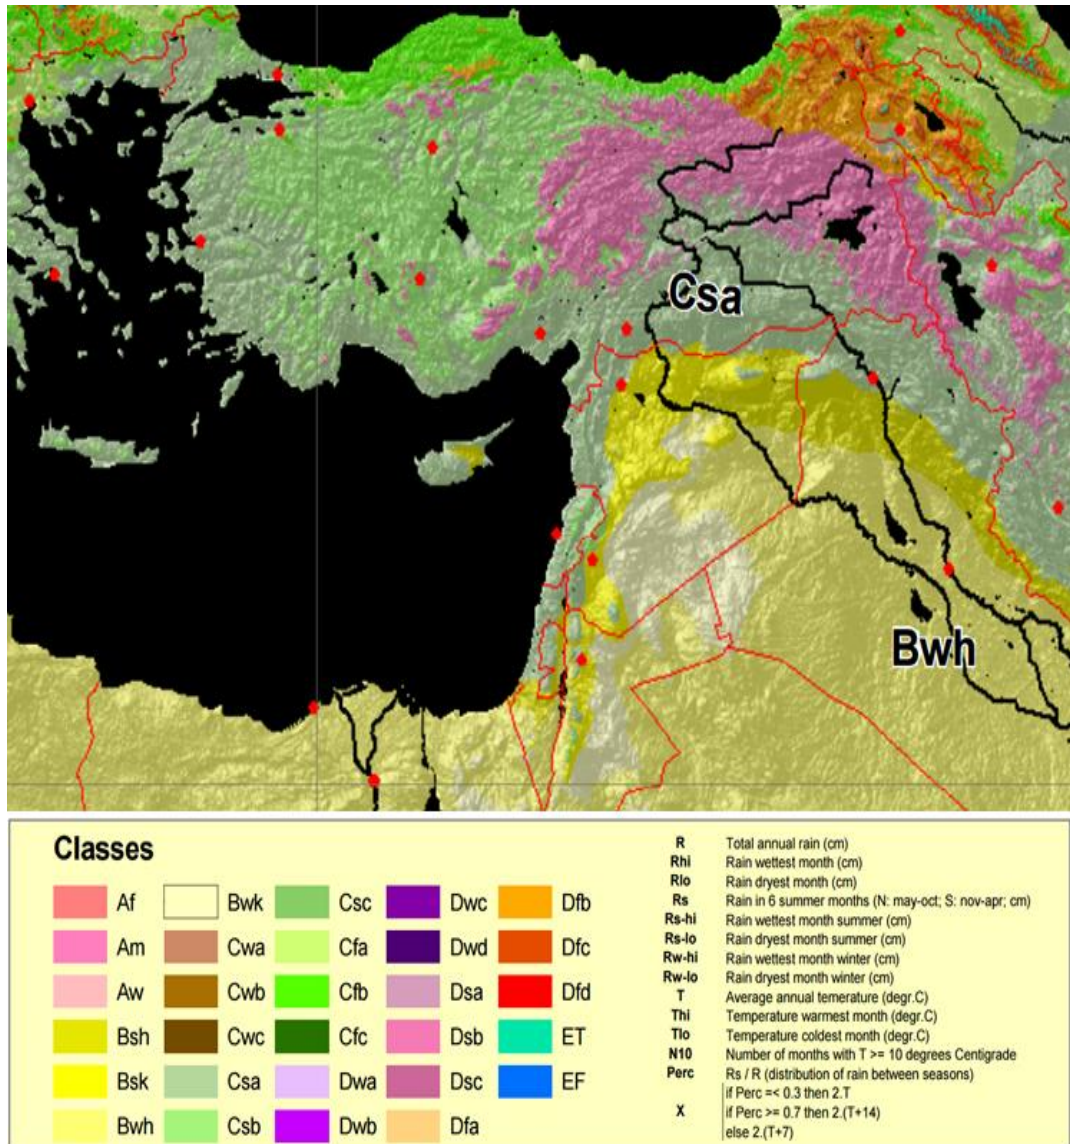 Csa
Bwh
Classes
Af
Am
Aw
Bsh
Bsk
Bwh
Bwk
Cwa
Cwb
Cwc
Csa
Csb
Csc
Cfa
Cfb
Cfc
Dwa
Dwb
Dwc
Dwd
Dsa
Dsb
Dsc
Dfa
Dfb
Dfc
Dfd
ET
EF
R Total annual rain (cm)
Rhi Rain wettest month (cm)
Rlo Rain dryest month (cm)
Rs Rain in 6 summer months (N: may-oct; S: nov-apr; cm)
Rs-hi Rain wettest month summer (cm)
Rs-lo Rain dryest month summer (cm)
Rw-hi Rain wettest month winter (cm)
Rw-lo Rain dryest month winter (cm)
T Average annual temerature (degr.C)
Thi Temperature warmest month (degr.C)
Tlo Temperature coldest month (degr.C)
N10 Number of months with T >= 10 degrees Centigrade
Perc Rs / R (distribution of rain between seasons)
if Perc =< 0.3 then 2.T
X if Perc >= 0.7 then 2.(T+14)
else 2.(T+7)